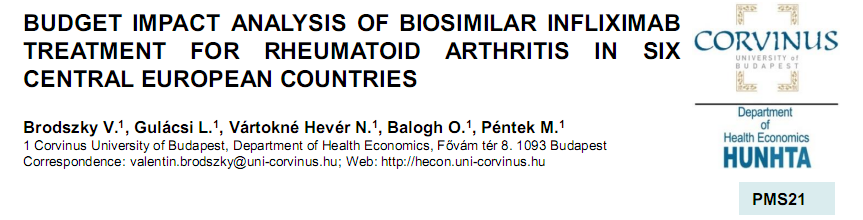 BUDGET IMPACT ANALYSIS OF BIOSIMILAR INFLIXIMAB
TREATMENT FOR RHEUMATOID ARTHRITIS IN SIX
CENTRAL EUROPEAN COUNTRIES
Brodszky V.¹, Gulácsi L.¹, Vártokné Hevér N.¹, Balogh O.¹, Péntek M.¹
1 Corvinus University of Budapest, Department of Health Economics, Fővám tér 8. 1093 Budapest
Correspondence: valentin.brodszky@uni-corvinus.hu; Web: http://hecon.uni-corvinus.hu
CORVINUS
UNIVERSITY of
BUDAPEST
Department
of
Health Economics
HUNHTA
PMS21